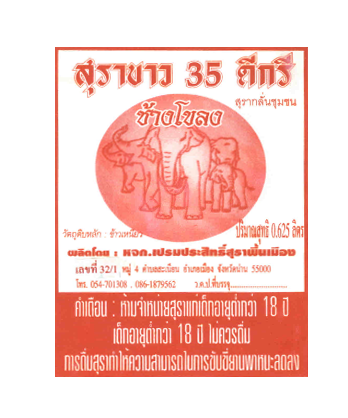 สุราขาว 35 ดีกรี
สุรากลั่นชุมชน
ช้างโขลง
วัตถุดิบหลัก : ข้าวเหนียว
ปริมาณสุทธิ 0.625 ลิตร
ผลิตโดย : หจก.เปรมประสิทธิ์สุราพื้นเมือง
เลขที่ 32/1 หมู่ 4 ตำบลสะเนียน อำเภอเมือง จังหวัดน่าน 55000
โทร. 054-701308 , 086-1879562 ว.ด.ป.ที่บรรจุ
คำเตือน : ห้ามจำหน่ายสุราแก่เด็กอายุต่ำกว่า 18 ปี
เด็กอายุต่ำกว่า 18 ปี ไม่ควรดื่ม
การดื่มสุราทำให้ความสามารถในการขับขี่ยานพาหนะลดลง